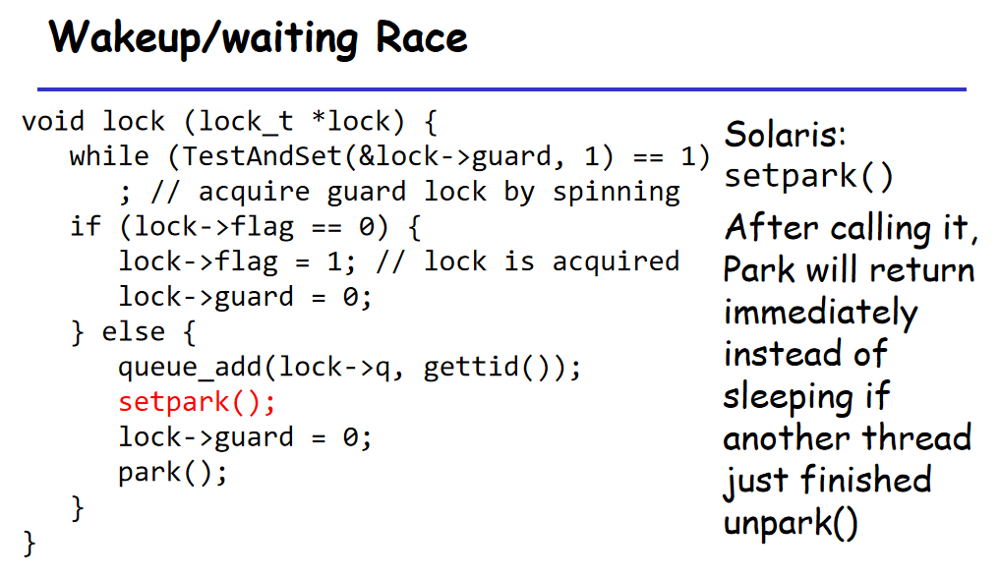 Wakeup/waiting Race
void lock (lock_t *lock) {
while (TestAndSet(&lock->guard, 1) == 1)
; // acquire guard lock by spinning
if (lock->flag == 0) {
lock->flag = 1; // lock is acquired
lock->guard = 0;
} else {
queue_add(lock->q, gettid());
setpark();
lock->guard = 0;
park();
}
}
Solaris:
setpark()
After calling it,
Park will return
immediately
instead of
sleeping if
another thread
just finished
unpark()